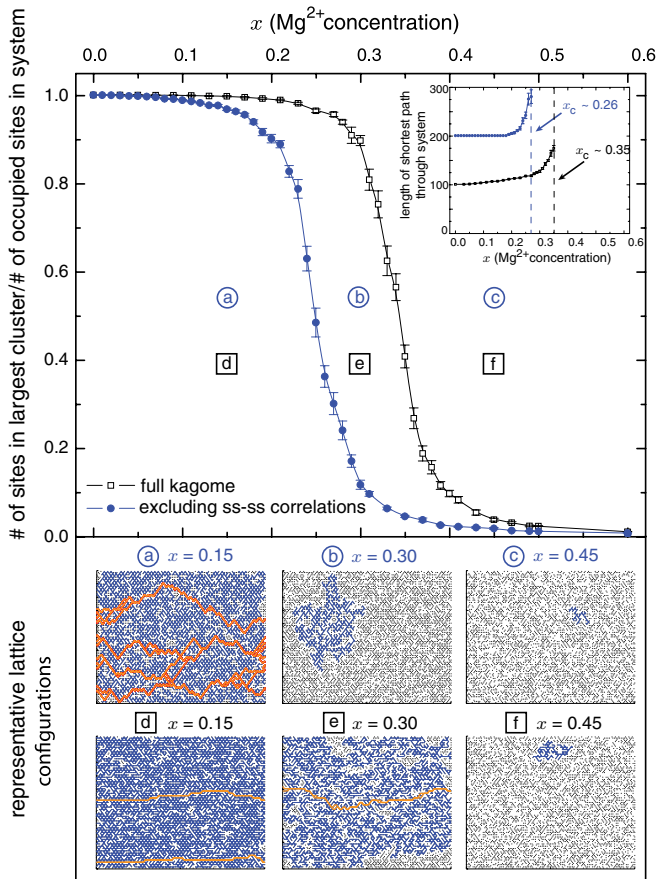 x (Mg2+concentration)
0.0 0.1 0.2 0.3 0.4 0.5 0.6
# of sites in largest cluster/# of occupied sites in system
1.0
0.8
0.6
0.4
0.2
0.0
length of shortest path
through system
300
200
100
0
xc ~ 0.26
xc ~ 0.35
0.0 0.1 0.2 0.3 0.4 0.5 0.6
x (Mg2+concentration)
a b c
d e f
full kagome
excluding ss-ss correlations
representative lattice
configurations
a x = 0.15 b x = 0.30 c x = 0.45
d x = 0.15 e x = 0.30 f x = 0.45